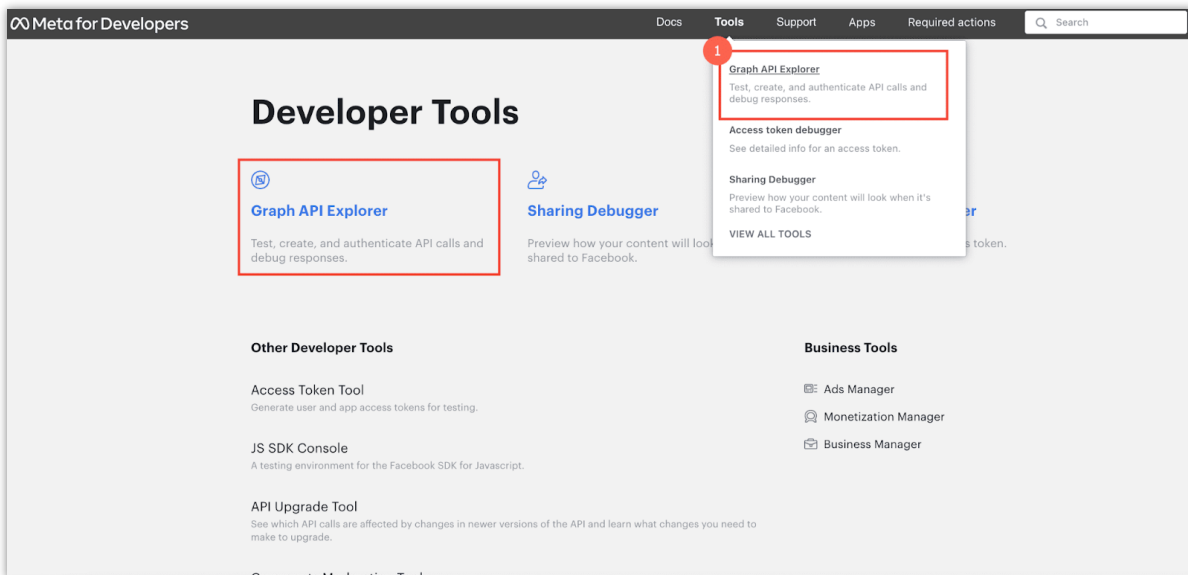 Meta for Developers
Docs Tools Support Apps Required actions Search
1
Graph API Explorer
Test, create, and authenticate API calls and
debug responses.
Access token debugger
See detailed info for an access token.
Sharing Debugger
Preview how your content will look when it's
shared to Facebook.
VIEW ALL TOOLS
Developer Tools
Graph API Explorer
Test, create, and authenticate API calls and
debug responses.
Sharing Debugger
Preview how your content will look
shared to Facebook.
er
s token.
Other Developer Tools
Access Token Tool
Generate user and app access tokens for testing.
JS SDK Console
A testing environment for the Facebook SDK for Javascript.
API Upgrade Tool
See which API calls are affected by changes in newer versions of the API and learn what changes you need to
make to upgrade.
Business Tools
Ads Manager
Monetization Manager
Business Manager